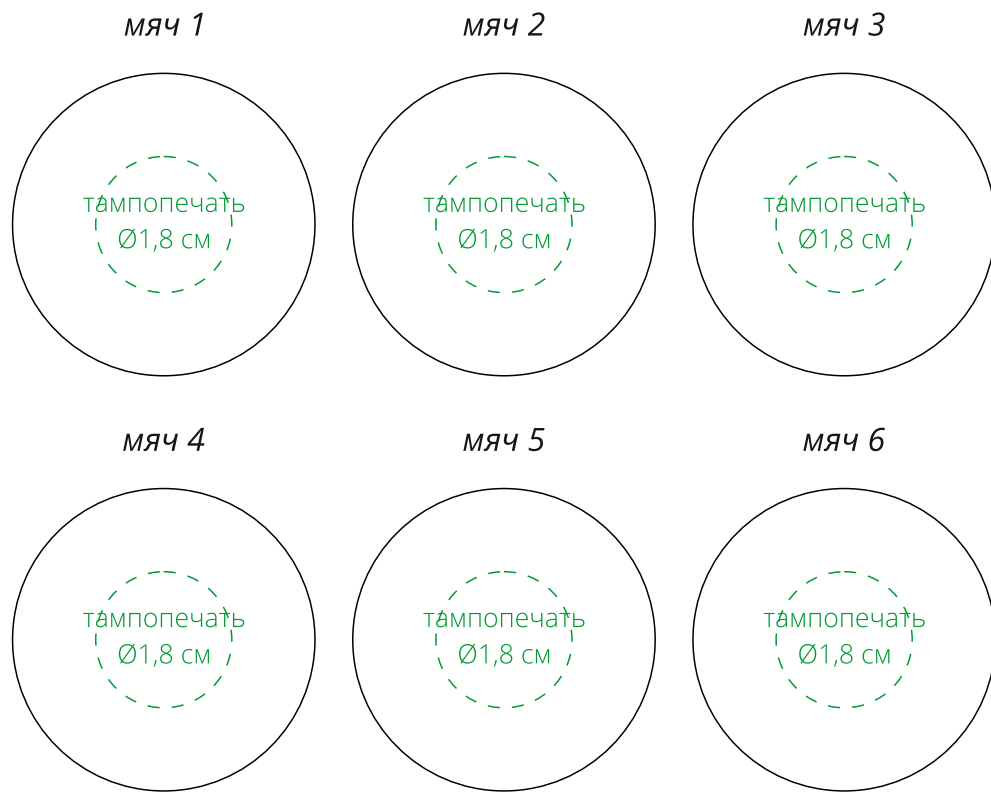 мяч 1
мяч 2
мяч 3
тампопечать
Ø1,8 см
тампопечать
Ø1,8 см
тампопечать
Ø1,8 см
мяч 4
мяч 5
мяч 6
тампопечать
Ø1,8 см
тампопечать
Ø1,8 см
тампопечать
Ø1,8 см